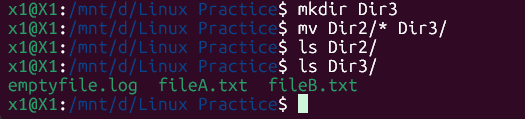 x1@X1:/mnt/d/Linux Practice$ mkdir Dir3
x1@X1:/mnt/d/Linux Practice$ mv Dir2/* Dir3/
x1@X1:/mnt/d/Linux Practice$ ls Dir2/
x1@X1:/mnt/d/Linux Practice$ ls Dir3/
emptyfile.log  fileA.txt  fileB.txt
x1@X1:/mnt/d/Linux Practice$